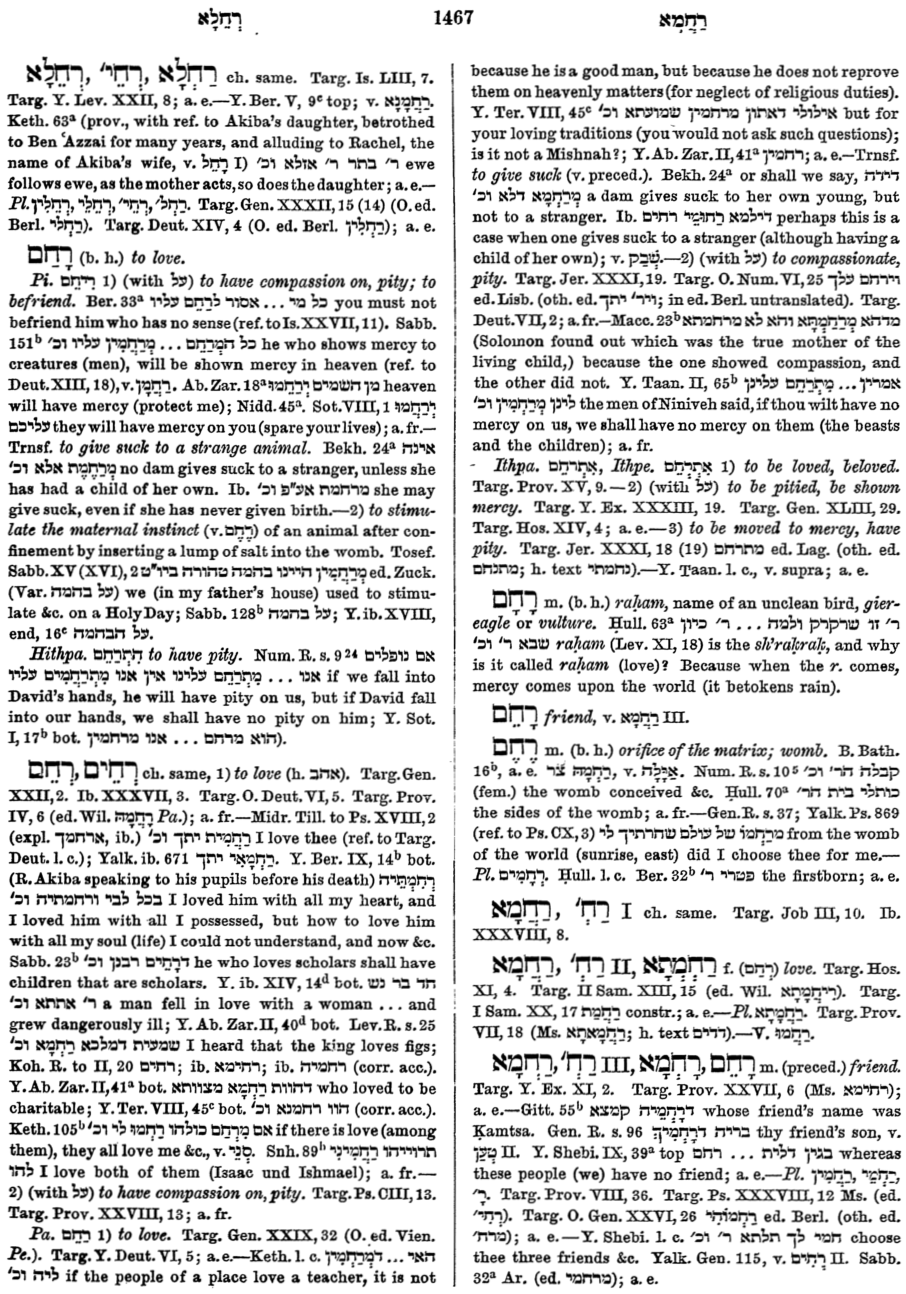 רְחֵלָא 1467 רַחֲמָא
רַחְלָא, רְחֵי׳, רְחֵלָא ch. same. Targ. Is. LIII, 7.
Targ. Y. Lev. XXII, 8; a. e.—Y. Ber. V, 9ᶜ top; v. רַחֲמָנָא.
Keth. 63ᵃ (prov., with ref. to Akiba's daughter, betrothed
to Ben ʿAzzai for many years, and alluding to Rachel, the
name of Akiba's wife, v. רָחֵל I) ר׳ בתר ר׳ אזלא וכ׳ ewe
follows ewe, as the mother acts, so does the daughter; a. e.—
Pl. רַחְלִ׳, רְחֵי׳, רְחֵלֵי, רְחֵלִין. Targ. Gen. XXXII, 15 (14) (O. ed.
Berl. רַחְלֵי). Targ. Deut. XIV, 4 (O. ed. Berl. רַחְלִין); a. e.
רָחַם (b. h.) to love.
Pi. רִיחֵם 1) (with על) to have compassion on, pity; to
befriend. Ber. 33ᵃ כל מי ... אסור לרחם עליו you must not
befriend him who has no sense (ref. to Is. XXVII, 11). Sabb.
151ᵇ כל המרחם ... מְרַחֲמִין עליו וכ׳ he who shows mercy to
creatures (men), will be shown mercy in heaven (ref. to
Deut. XIII, 18), v. רַחֲמָן. Ab. Zar. 18ᵃ מן השמים יְרַחֲמוּ heaven
will have mercy (protect me); Nidd. 45ᵃ. Sot. VIII, 1 יְרַחֲמוּ
עליכם they will have mercy on you (spare your lives); a. fr.—
Trnsf. to give suck to a strange animal. Bekh. 24ᵃ אינה
מְרַחֶמֶת אלא וכ׳ no dam gives suck to a stranger, unless she
has had a child of her own. Ib. מרחמת אע״פ וכ׳ she may
give suck, even if she has never given birth.—2) to stimu-
late the maternal instinct (v. רֶחֶם) of an animal after con-
finement by inserting a lump of salt into the womb. Tosef.
Sabb. XV (XVI), 2 מְרַחֲמִין היינו בהמה טהורה ביו״ט ed. Zuck.
(Var. על בהמה) we (in my father's house) used to stimu-
late &c. on a Holy Day; Sabb. 128ᵇ על בהמה; Y. ib. XVIII,
end, 16ᶜ על הבהמה.
Hithpa. הִתְרַחֵם to have pity. Num. R. s. 9²⁴ אם נופלים
אנו ... מִתְרַחֵם עלינו אין אנו מִתְרַחֲמִים עליו if we fall into
David's hands, he will have pity on us, but if David fall
into our hands, we shall have no pity on him; Y. Sot.
I, 17ᵇ bot. הוא מרחם ... אנו מרחמין).
רְחֵים, רְחֵם ch. same, 1) to love (h. אהב). Targ. Gen.
XXII, 2. Ib. XXXVII, 3. Targ. O. Deut. VI, 5. Targ. Prov.
IV, 6 (ed. Wil. רַחֲמָהּ Pa.); a. fr.—Midr. Till. to Ps. XVIII, 2
(expl. ארחמך, ib.) רַחֲמִית יתך וכ׳ I love thee (ref. to Targ.
Deut. l. c.); Yalk. ib. 671 רַחֲמָאי יתך. Y. Ber. IX, 14ᵇ bot.
(R. Akiba speaking to his pupils before his death) רְחִמְתֵּיהּ
בכל לבי ורחמתיה וכ׳ I loved him with all my heart, and
I loved him with all I possessed, but how to love him
with all my soul (life) I could not understand, and now &c.
Sabb. 23ᵇ דרָחֵים רבנן וכ׳ he who loves scholars shall have
children that are scholars. Y. ib. XIV, 14ᵈ bot. חד בר נש
ר׳ אתתא וכ׳ a man fell in love with a woman ... and
grew dangerously ill; Y. Ab. Zar. II, 40ᵈ bot. Lev. R. s. 25
שמעית דמלכא רָחְמָא וכ׳ I heard that the king loves figs;
Koh. R. to II, 20 רחים; ib. רחימא; ib. רחמיה (corr. acc.).
Y. Ab. Zar. II, 41ᵃ bot. דהוות רָחֲמָא מצוותא who loved to be
charitable; Y. Ter. VIII, 45ᶜ bot. הוו רחמנא וכ׳ (corr. acc.).
Keth. 105ᵇ אם מְרַחֵם כולהו רַחֲמוּ לי וכ׳ if there is love (among
them), they all love me &c., v. סְנֵי. Snh. 89ᵇ תרוייהו רְחִמִינֵי
להו I love both of them (Isaac und Ishmael); a. fr.—
2) (with על) to have compassion on, pity. Targ. Ps. CIII, 13.
Targ. Prov. XXVIII, 13; a. fr.
Pa. רַחֵם 1) to love. Targ. Gen. XXIX, 32 (O. ed. Vien.
Pe.). Targ. Y. Deut. VI, 5; a. e.—Keth. l. c. האי ... דִּמְרַחֲמִין
ליה וכ׳ if the people of a place love a teacher, it is not
because he is a good man, but because he does not reprove
them on heavenly matters (for neglect of religious duties).
Y. Ter. VIII, 45ᶜ אילולי דאתון מרחמין שמועתא וכ׳ but for
your loving traditions (you would not ask such questions);
is it not a Mishnah?; Y. Ab. Zar. II, 41ᵃ רחמין; a. e.—Trnsf.
to give suck (v. preced.). Bekh. 24ᵃ or shall we say, דידה
מְרַחֲמָא דלא וכ׳ a dam gives suck to her own young, but
not to a stranger. Ib. דילמא רַחוּמֵי רחים perhaps this is a
case when one gives suck to a stranger (although having a
child of her own); v. שְׁבַק.—2) (with על) to compassionate,
pity. Targ. Jer. XXXI, 19. Targ. O. Num. VI, 25 וירחם עלך
ed. Lisb. (oth. ed. וִיר׳ יתך; in ed. Berl. untranslated). Targ.
Deut. VII, 2; a. fr.—Macc. 23ᵇ מדהא מְרַחֲמְתָּא והא לא מרחמתא
(Solomon found out which was the true mother of the
living child,) because the one showed compassion, and
the other did not. Y. Taan. II, 65ᵇ אמרין ... מִתְרַחֵם עלינן
לינן מְרַחֲמִין וכ׳ the men of Niniveh said, if thou wilt have no
mercy on us, we shall have no mercy on them (the beasts
and the children); a. fr.
Ithpa. אִתְרַחַם, Ithpe. אִתְרְחִם 1) to be loved, beloved.
Targ. Prov. XV, 9.—2) (with על) to be pitied, be shown
mercy. Targ. Y. Ex. XXXIII, 19. Targ. Gen. XLIII, 29.
Targ. Hos. XIV, 4; a. e.—3) to be moved to mercy, have
pity. Targ. Jer. XXXI, 18 (19) מתרחם ed. Lag. (oth. ed.
מתנחם; h. text נחמתי).—Y. Taan. l. c., v. supra; a. e.
רָחָם m. (b. h.) raḥam, name of an unclean bird, gier-
eagle or vulture. Ḥull. 63ᵃ ר׳ זו שרקרק ולמה ... ר׳ כיון
שבא ר׳ וכ׳ raḥam (Lev. XI, 18) is the sh'raḳraḳ, and why
is it called raḥam (love)? Because when the r. comes,
mercy comes upon the world (it betokens rain).
רָחֵם friend, v. רַחֲמָא III.
רֶחֶם m. (b. h.) orifice of the matrix; womb. B. Bath.
16ᵇ, a. e. רַחְמָהּ צר, v. אַיָּלָה. Num. R. s. 10⁵ קבלה הר׳ וכ׳
(fem.) the womb conceived &c. Ḥull. 70ᵃ כותלי בית הר׳
the sides of the womb; a. fr.—Gen. R. s. 37; Yalk. Ps. 869
(ref. to Ps. CX, 3) מרַחְמוֹ של עולם שחרותיך לי from the womb
of the world (sunrise, east) did I choose thee for me.—
Pl. רְחָמִים. Ḥull. l. c. Ber. 32ᵇ פטרי ר׳ the firstborn; a. e.
רַחֲמָא, רַחְ׳ I ch. same. Targ. Job III, 10. Ib.
XXXVIII, 8.
רַחֲמָא, רַחְ׳ II, רַחֲמְתָּא f. (רחם) love. Targ. Hos.
XI, 4. Targ. II Sam. XIII, 15 (ed. Wil. רֵיחֲמָתָא). Targ.
I Sam. XX, 17 רַחֲמַת constr.; a. e.—Pl. רַחֲמָתָא. Targ. Prov.
VII, 18 (Ms. רַחֲמָאתָא; h. text דדים).—V. רַחֲמוּ.
רַחֲמָא, רַחְ׳ III, רָחֲמָא, רָחֵם m. (preced.) friend.
Targ. Y. Ex. XI, 2. Targ. Prov. XXVII, 6 (Ms. רחימא);
a. e.—Gitt. 55ᵇ דרָחֲמֵיהּ קמצא whose friend's name was
Ḳamtsa. Gen. R. s. 96 בריה דרָחֲמִיךְ thy friend's son, v.
טְעַן II. Y. Shebi. IX, 39ᵃ top בגין דלית ... רחם whereas
these people (we) have no friend; a. e.—Pl. רַחֲמִין, רַחֲמֵי,
רָ׳. Targ. Prov. VIII, 36. Targ. Ps. XXXVIII, 12 Ms. (ed.
רְחִי׳). Targ. O. Gen. XXVI, 26 רַחֲמוֹהִי ed. Berl. (oth. ed.
מרח׳); a. e.—Y. Shebi. l. c. חמי לך תלתא ר׳ וכ׳ choose
thee three friends &c. Yalk. Gen. 115, v. רְחִים II. Sabb.
32ᵃ Ar. (ed. מרחמי); a. e.